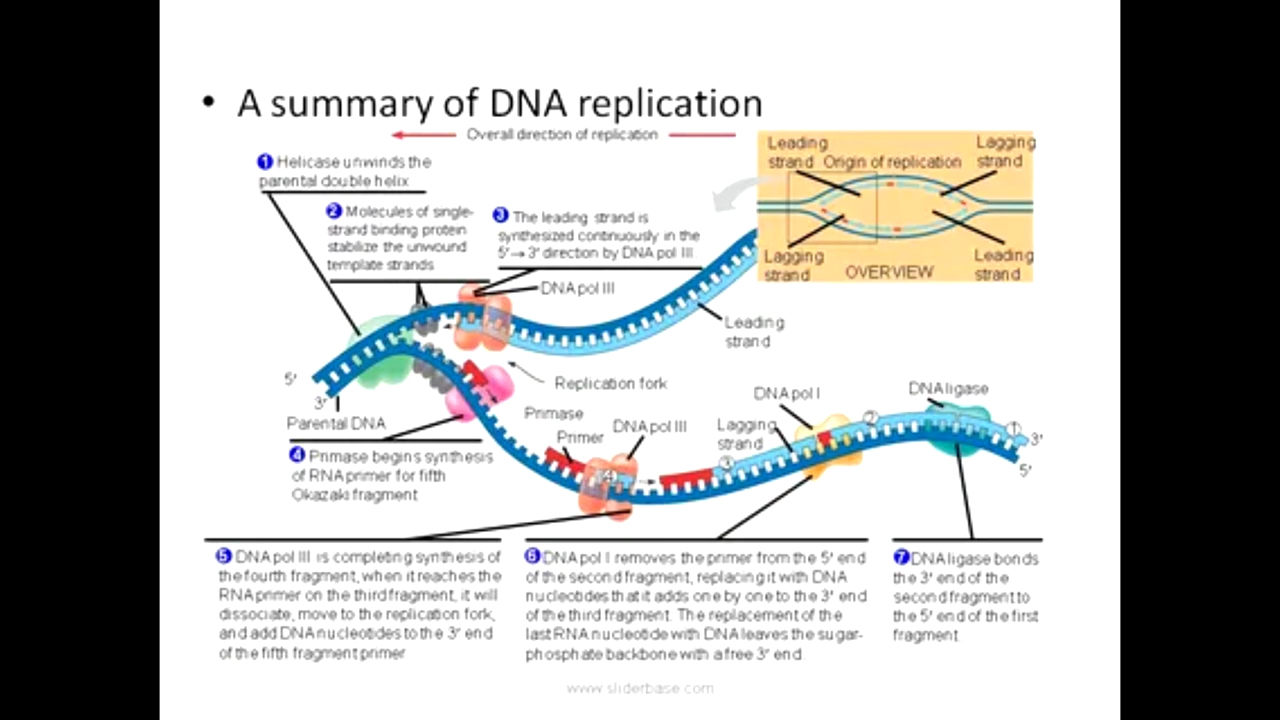 • A summary of DNA replication
Overall direction of replication
1 Helicase unwinds the
parental double helix
2 Molecules of single-
strand binding protein
stabilize the unwound
template strands
3 The leading strand is
synthesized continuously in the
5'→3' direction by DNA pol III
Leading
strand
Origin of replication
Lagging
strand
Lagging
strand
OVERVIEW
Leading
strand
DNA pol III
Leading
strand
Replication fork
5'
3'
Parental DNA
Primase
Primer
DNA pol III
Lagging
strand
DNA pol I
DNA ligase
4
3
2
1
3'
5'
4 Primase begins synthesis
of RNA primer for fifth
Okazaki fragment
5 DNA pol III is completing synthesis of
the fourth fragment, when it reaches the
RNA primer on the third fragment, it will
dissociate, move to the replication fork,
and add DNA nucleotides to the 3' end
of the fifth fragment primer
6 DNA pol I removes the primer from the 5' end
of the second fragment, replacing it with DNA
nucleotides that it adds one by one to the 3' end
of the third fragment. The replacement of the
last RNA nucleotide with DNA leaves the sugar-
phosphate backbone with a free 3' end.
7 DNA ligase bonds
the 3' end of the
second fragment to
the 5' end of the first
fragment
www.sliderbase.com